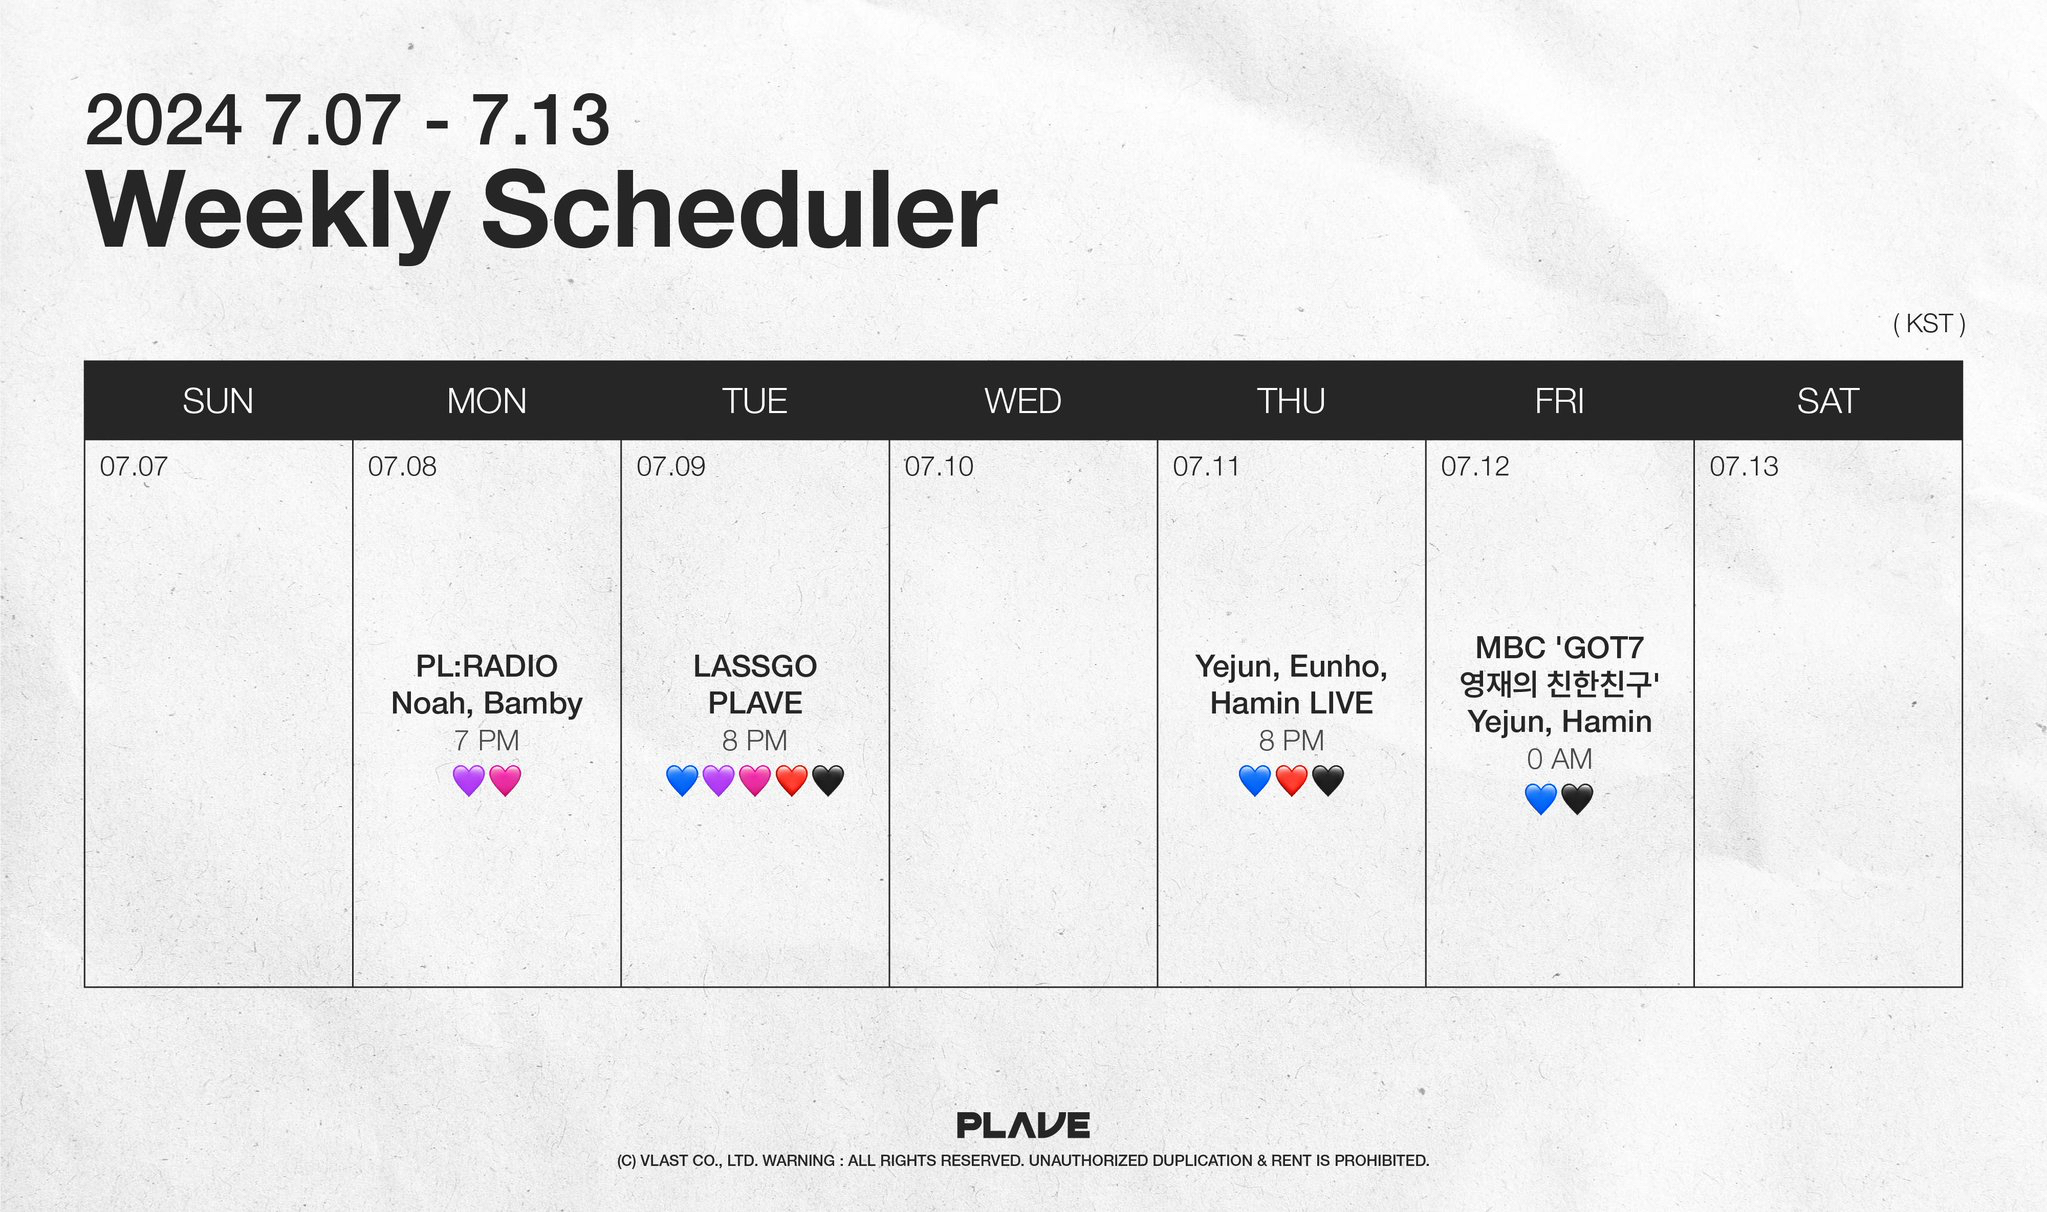 2024 7.07 - 7.13
Weekly Scheduler
( KST )
SUN MON TUE WED THU FRI SAT
07.07 07.08 07.09 07.10 07.11 07.12 07.13
PL:RADIO
Noah, Bamby
7 PM
💜🩷
LASSGO
PLAVE
8 PM
💙💜🩷❤️🖤
Yejun, Eunho,
Hamin LIVE
8 PM
💙❤️🖤
MBC 'GOT7
영재의 친한친구'
Yejun, Hamin
0 AM
💙🖤
PLAVE
(C) VLAST CO., LTD. WARNING : ALL RIGHTS RESERVED. UNAUTHORIZED DUPLICATION & RENT IS PROHIBITED.